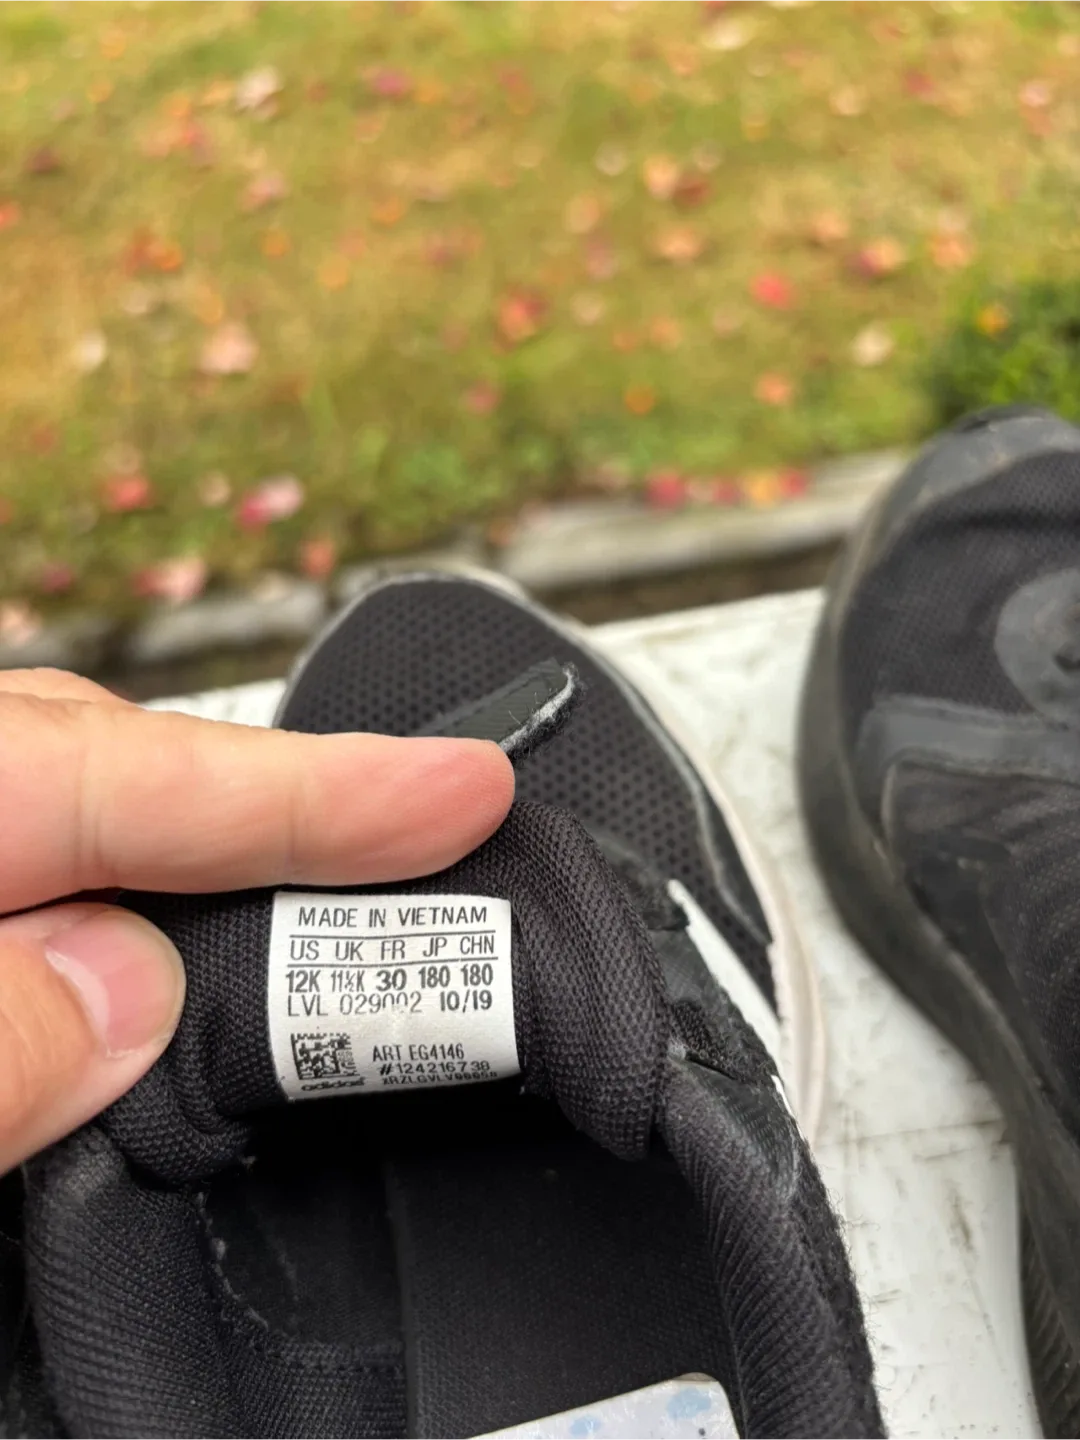 MADE IN VIETNAM
US UK FR JP CHN
12K 11½K 30 180 180
LVL 029002 10/19
ART EG4146
#124216738
adidas